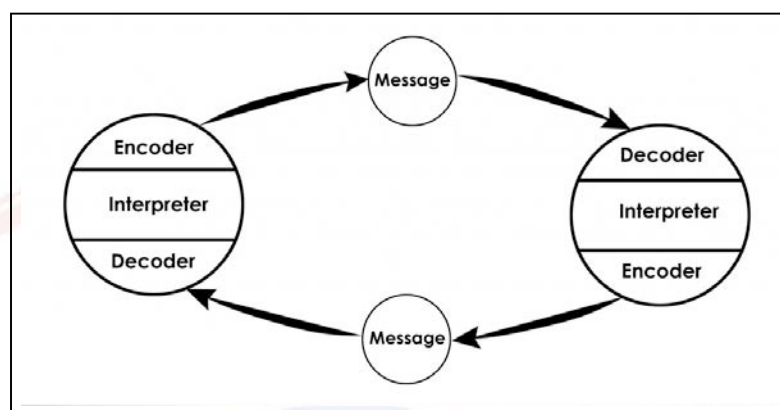 Message
Encoder
Interpreter
Decoder
Decoder
Interpreter
Encoder
Message